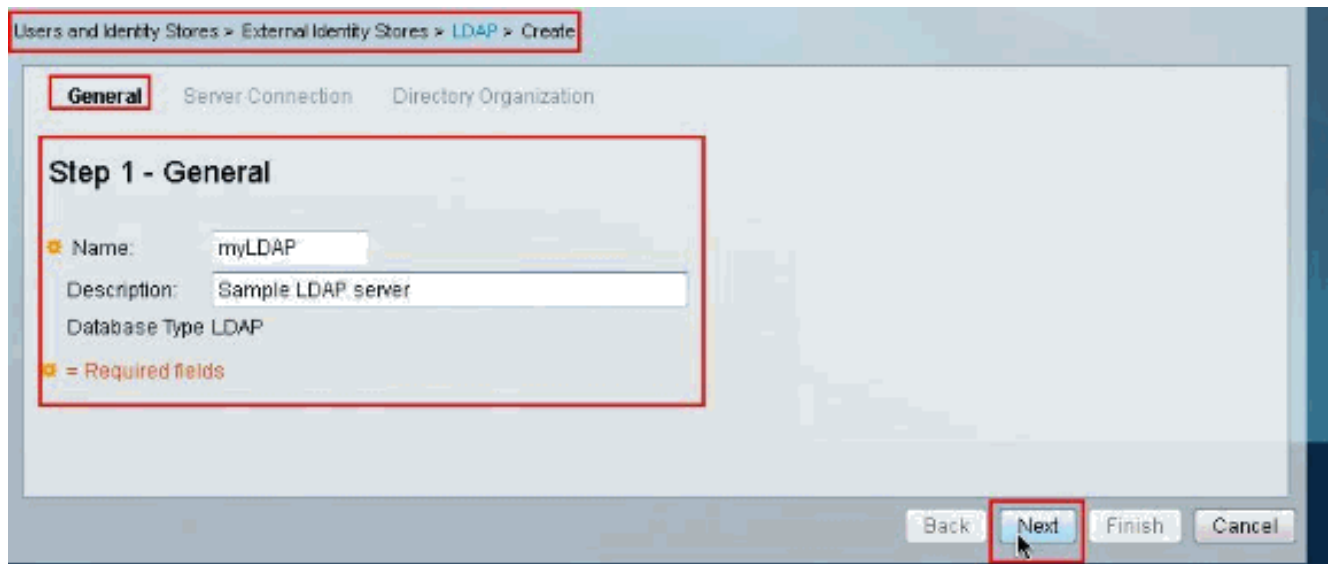 Users and Identity Stores > External Identity Stores > LDAP > Create
General Server Connection Directory Organization
Step 1 - General
Name: myLDAP
Description: Sample LDAP server
Database Type LDAP
= Required fields
Back Next Finish Cancel